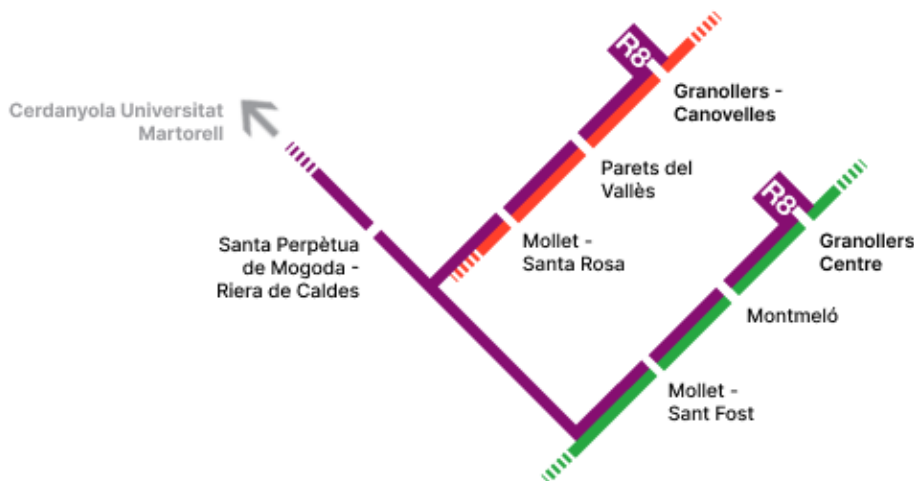 R8
Granollers -
Canovelles
Cerdanyola Universitat
Martorell
Parets del
Vallès
R8
Santa Perpètua
de Mogoda -
Riera de Caldes
Mollet -
Santa Rosa
Granollers
Centre
Montmeló
Mollet -
Sant Fost